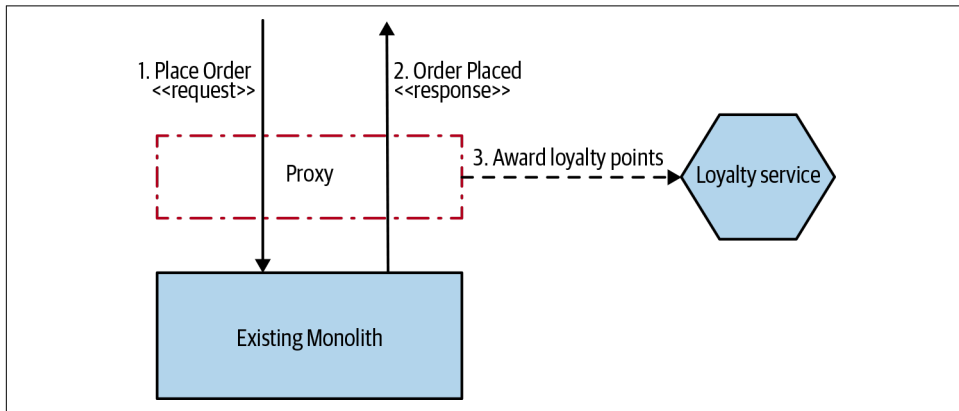 1. Place Order
<<request>>
2. Order Placed
<<response>>
Proxy
3. Award loyalty points
Loyalty service
Existing Monolith